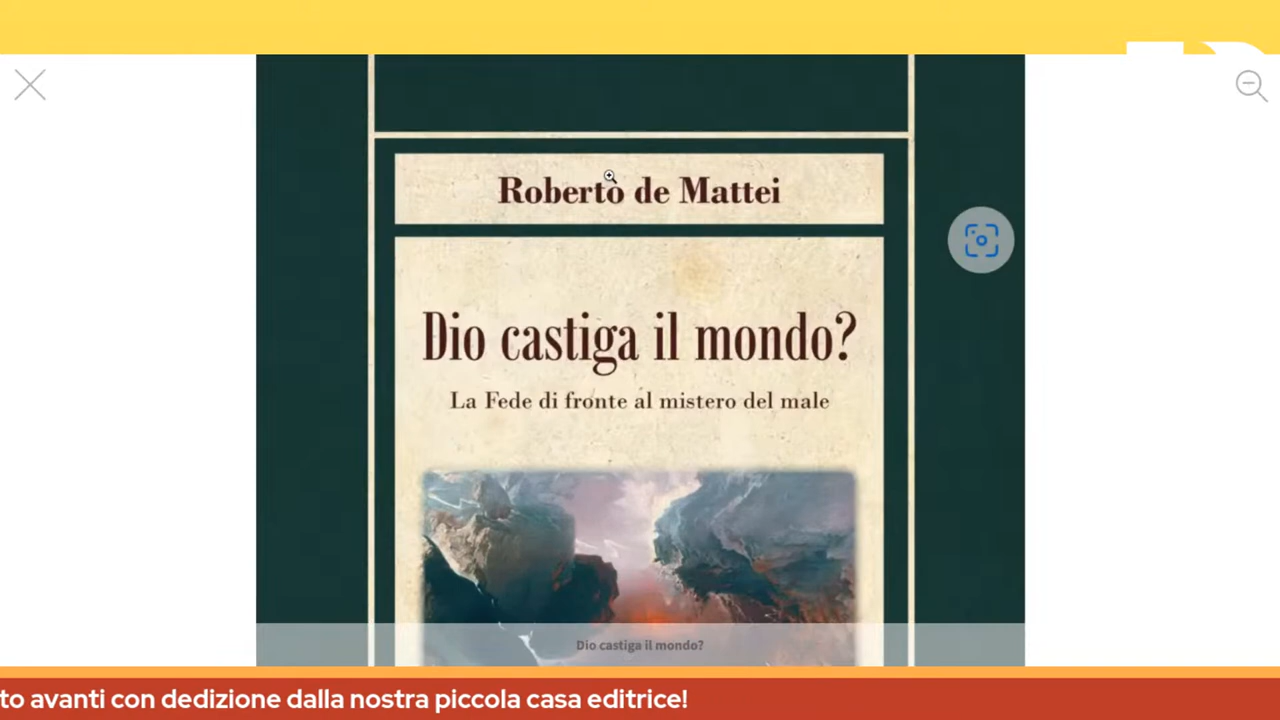 Roberto de Mattei
Dio castiga il mondo?
La Fede di fronte al mistero del male
Dio castiga il mondo?
to avanti con dedizione dalla nostra piccola casa editrice!